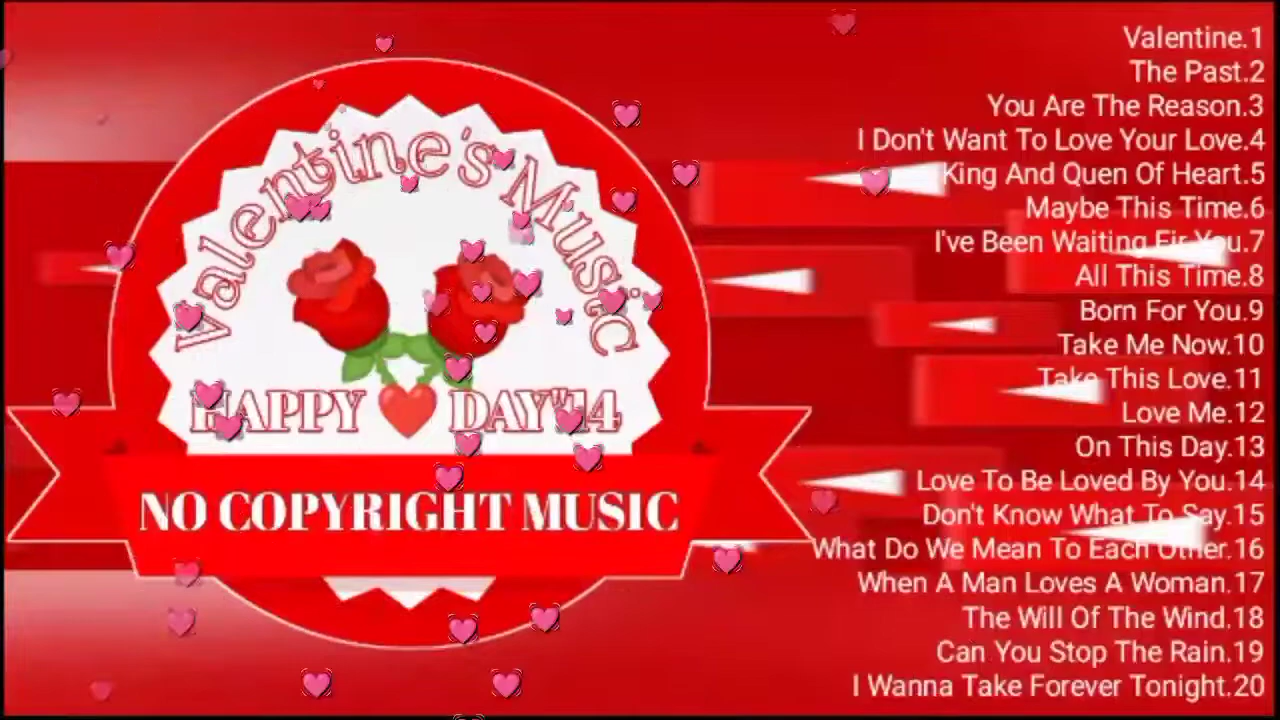 Valentine's Music
HAPPY DAY"14
NO COPYRIGHT MUSIC
Valentine.1
The Past.2
You Are The Reason.3
I Don't Want To Love Your Love.4
King And Quen Of Heart.5
Maybe This Time.6
I've Been Waiting Fir You.7
All This Time.8
Born For You.9
Take Me Now.10
Take This Love.11
Love Me.12
On This Day.13
Love To Be Loved By You.14
Don't Know What To Say.15
What Do We Mean To Each Other.16
When A Man Loves A Woman.17
The Will Of The Wind.18
Can You Stop The Rain.19
I Wanna Take Forever Tonight.20